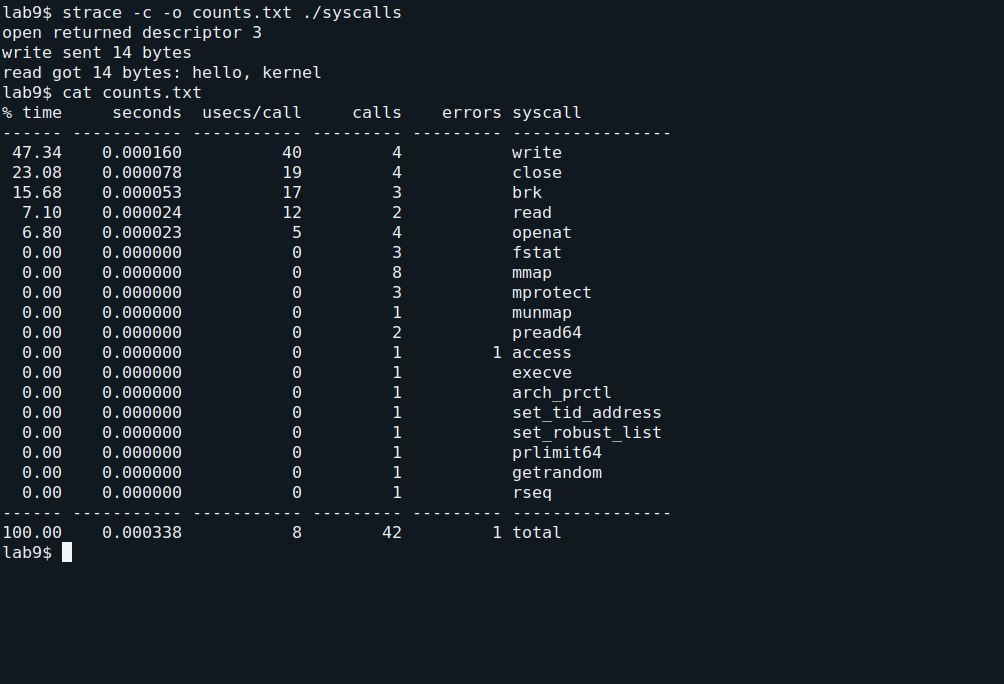 lab9$ strace -c -o counts.txt ./syscalls
open returned descriptor 3
write sent 14 bytes
read got 14 bytes: hello, kernel
lab9$ cat counts.txt
% time     seconds  usecs/call     calls    errors syscall
------ ----------- ----------- --------- --------- ----------------
 47.34    0.000160          40         4           write
 23.08    0.000078          19         4           close
 15.68    0.000053          17         3           brk
  7.10    0.000024          12         2           read
  6.80    0.000023           5         4           openat
  0.00    0.000000           0         3           fstat
  0.00    0.000000           0         8           mmap
  0.00    0.000000           0         3           mprotect
  0.00    0.000000           0         1           munmap
  0.00    0.000000           0         2           pread64
  0.00    0.000000           0         1         1 access
  0.00    0.000000           0         1           execve
  0.00    0.000000           0         1           arch_prctl
  0.00    0.000000           0         1           set_tid_address
  0.00    0.000000           0         1           set_robust_list
  0.00    0.000000           0         1           prlimit64
  0.00    0.000000           0         1           getrandom
  0.00    0.000000           0         1           rseq
------ ----------- ----------- --------- --------- ----------------
100.00    0.000338           8        42         1 total
lab9$